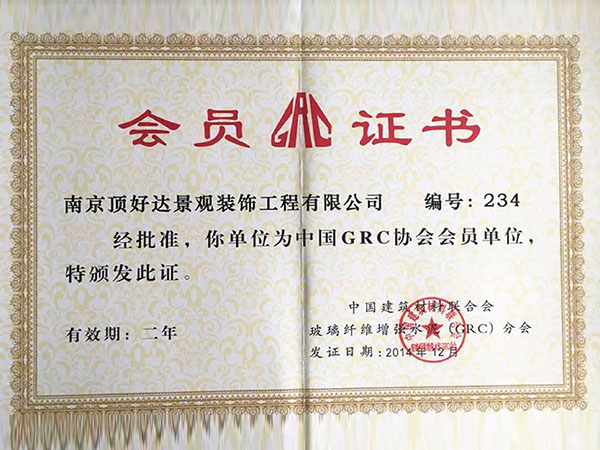 会员 GRC 证书
南京顶好达景观装饰工程有限公司 编号:234
经批准,你单位为中国GRC协会会员单位,
特颁发此证。
中国建筑材料联合会
有效期:二年
玻璃纤维增张水泥(GRC)分会
发证日期:2014年12月